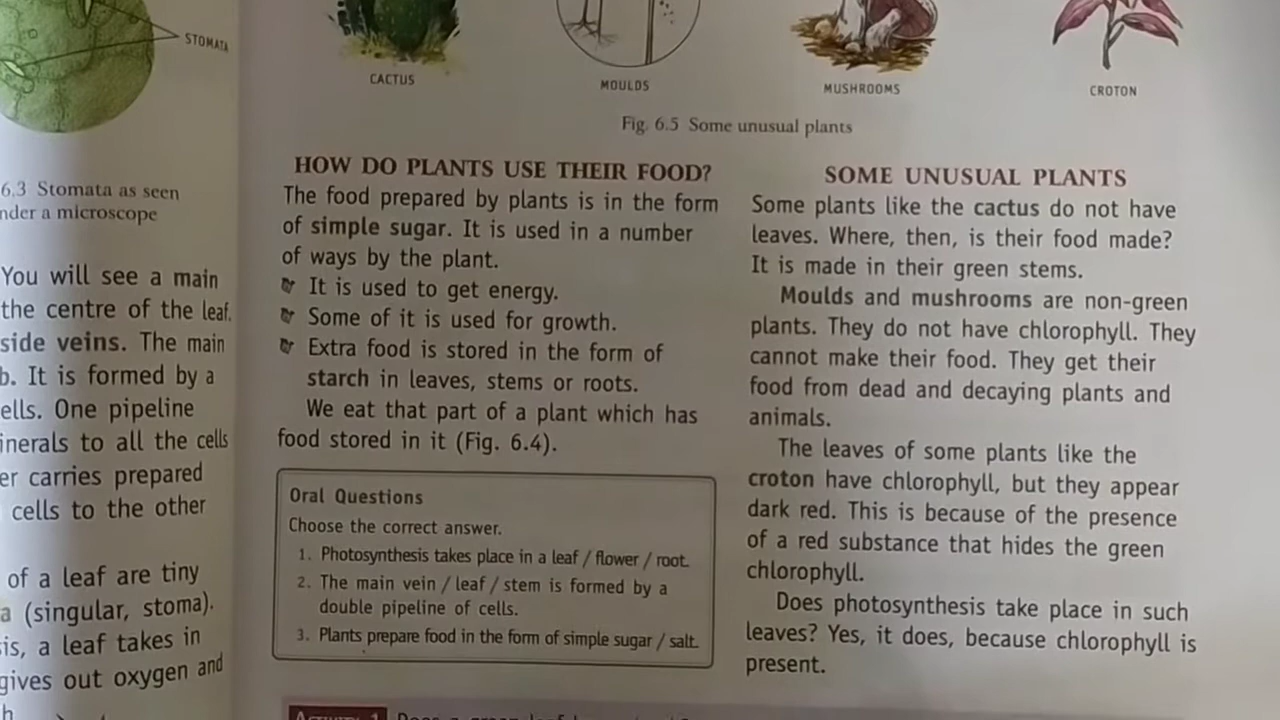 STOMATA
6.3 Stomata as seen
under a microscope
You will see a main
the centre of the leaf.
side veins. The main
b. It is formed by a
ells. One pipeline
inerals to all the cells
er carries prepared
cells to the other
of a leaf are tiny
a (singular, stoma).
is, a leaf takes in
gives out oxygen and
CACTUS
MOULDS
MUSHROOMS
CROTON
Fig. 6.5 Some unusual plants
HOW DO PLANTS USE THEIR FOOD?
The food prepared by plants is in the form
of simple sugar. It is used in a number
of ways by the plant.
It is used to get energy.
Some of it is used for growth.
Extra food is stored in the form of
starch in leaves, stems or roots.
We eat that part of a plant which has
food stored in it (Fig. 6.4).
Oral Questions
Choose the correct answer.
1. Photosynthesis takes place in a leaf / flower / root.
2. The main vein / leaf / stem is formed by a
double pipeline of cells.
3. Plants prepare food in the form of simple sugar / salt.
SOME UNUSUAL PLANTS
Some plants like the cactus do not have
leaves. Where, then, is their food made?
It is made in their green stems.
Moulds and mushrooms are non-green
plants. They do not have chlorophyll. They
cannot make their food. They get their
food from dead and decaying plants and
animals.
The leaves of some plants like the
croton have chlorophyll, but they appear
dark red. This is because of the presence
of a red substance that hides the green
chlorophyll.
Does photosynthesis take place in such
leaves? Yes, it does, because chlorophyll is
present.
ACTIVITY 1